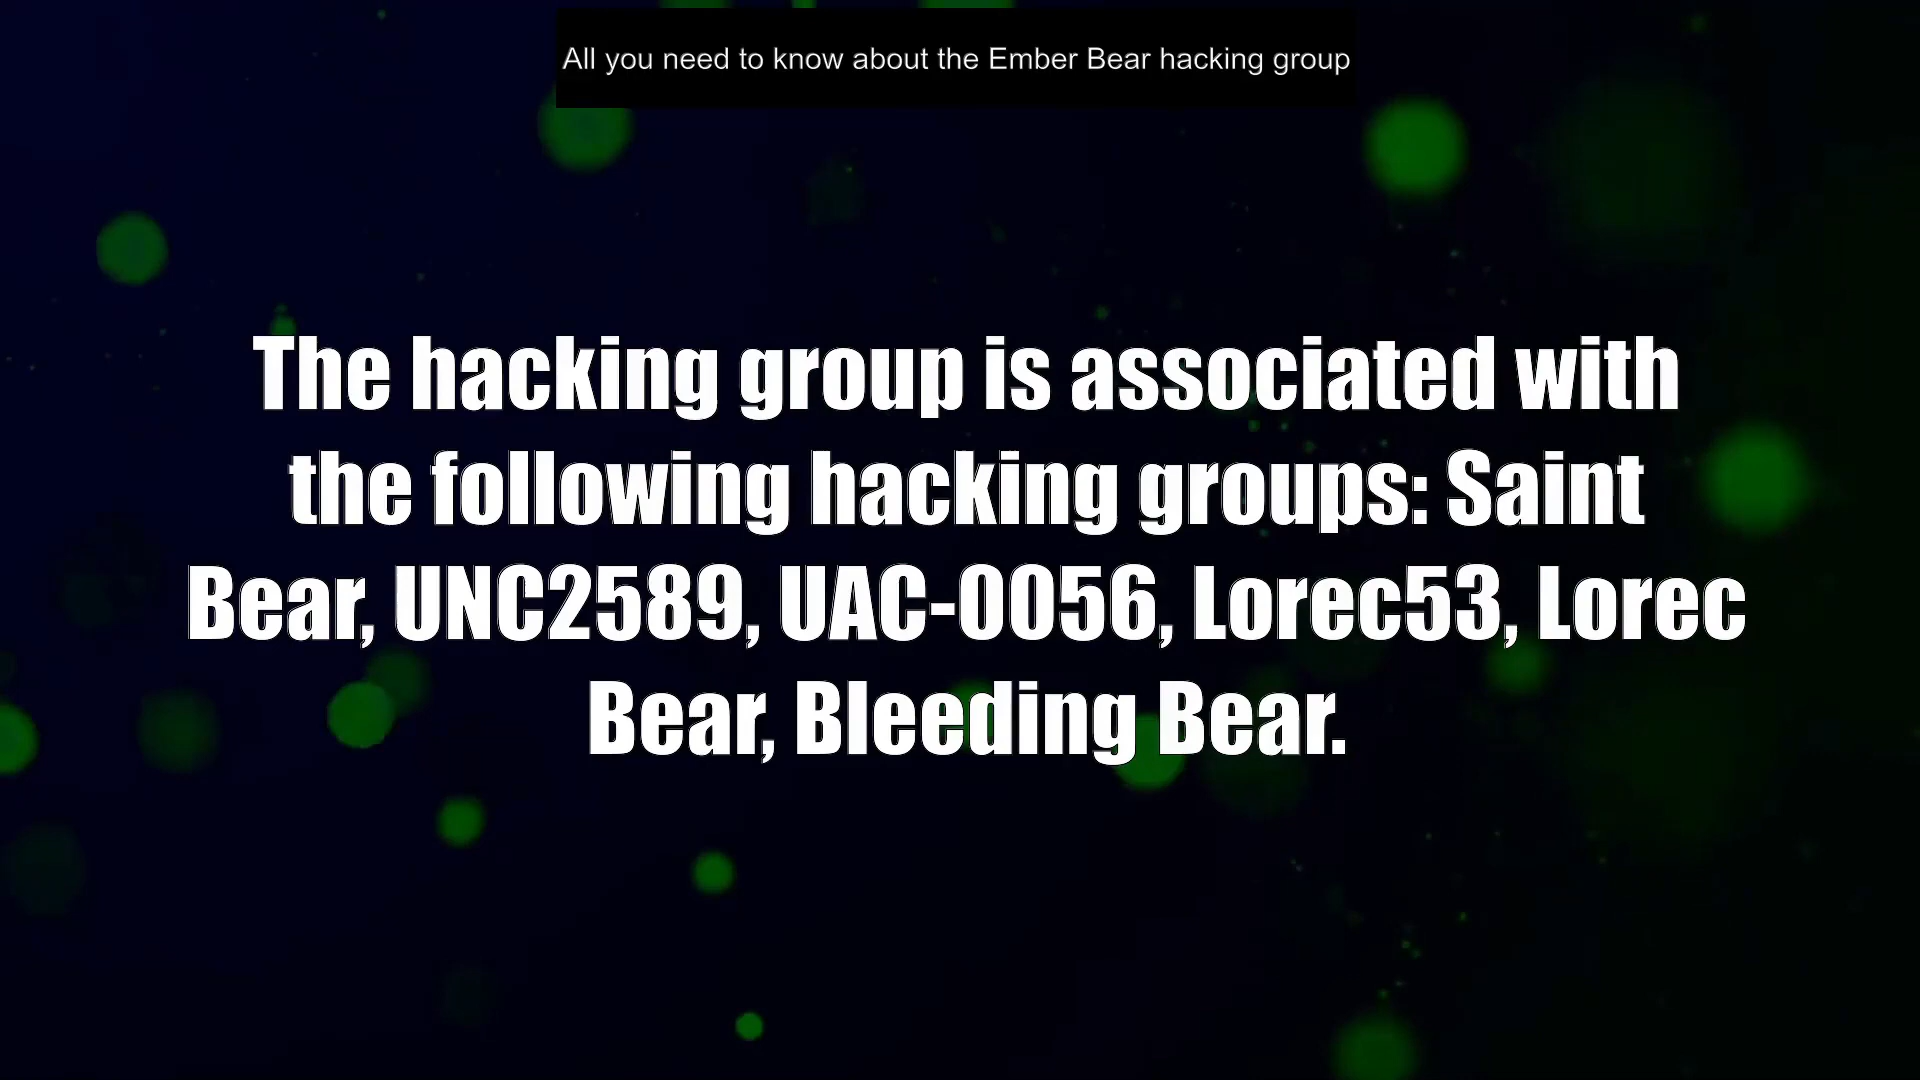 All you need to know about the Ember Bear hacking group
The hacking group is associated with
the following hacking groups: Saint
Bear, UNC2589, UAC-0056, Lorec53, Lorec
Bear, Bleeding Bear.